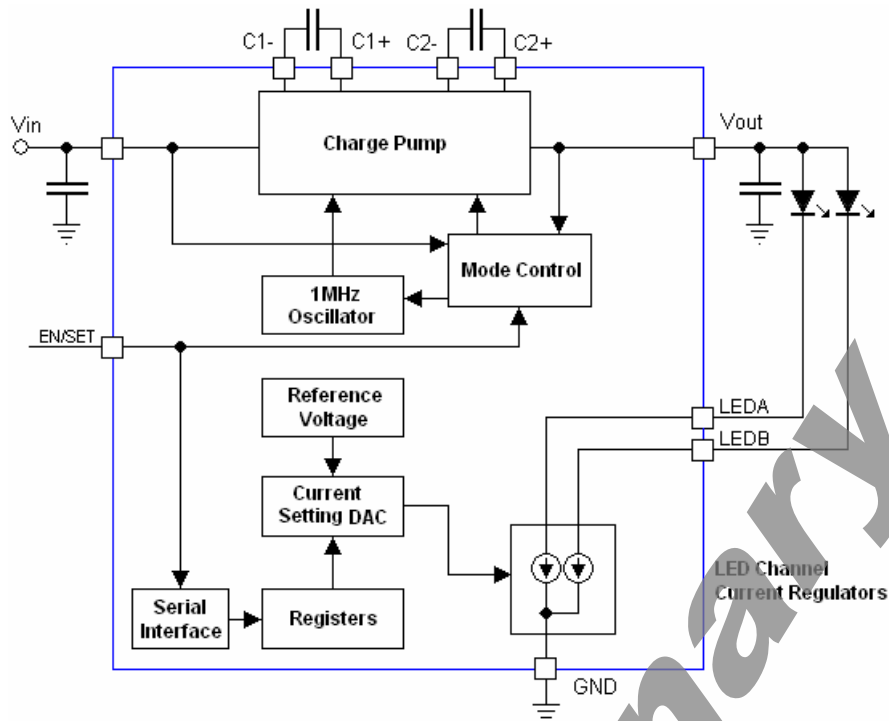 C1-
C1+
C2-
C2+
Vin
Charge Pump
Vout
Mode Control
1MHz
Oscillator
EN/SET
Reference
Voltage
LEDA
LEDB
Current
Setting DAC
LED Channel
Current Regulators
Serial
Interface
Registers
GND